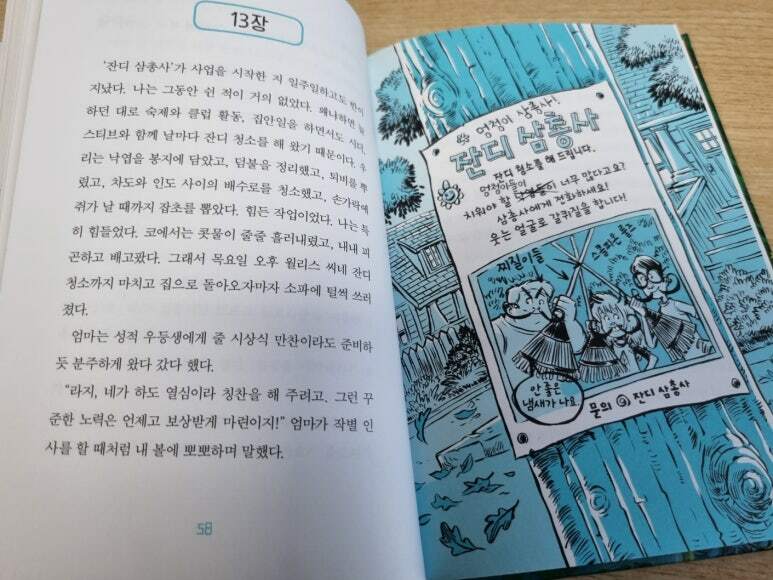 13장
‘잔디 삼총사’가 사업을 시작한 지 일주일하고도 반이
지났다. 나는 그동안 쉰 적이 거의 없었다. 왜냐하면 늘
하던 대로 숙제와 클럽 활동, 집안일을 하면서도 시드,
스티브와 함께 날마다 잔디 청소를 해 왔기 때문이다. 우
리는 낙엽을 봉지에 담았고, 덤불을 정리했고, 퇴비를 뿌
렸고, 차도와 인도 사이의 배수로를 청소했고, 손가락에
쥐가 날 때까지 잡초를 뽑았다. 힘든 작업이었다. 나는 특
히 힘들었다. 코에서는 콧물이 줄줄 흘러내렸고, 내내 피
곤하고 배고팠다. 그래서 목요일 오후 월리스 씨네 잔디
청소까지 마치고 집으로 돌아오자마자 소파에 털썩 쓰러
졌다.
엄마는 성적 우등생에게 줄 시상식 만찬이라도 준비하
듯 분주하게 왔다 갔다 했다.
“라지, 네가 하도 열심이라 칭찬을 해 주려고. 그런 꾸
준한 노력은 언제고 보상받게 마련이지!” 엄마가 작별 인
사를 할 때처럼 내 볼에 뽀뽀하며 말했다.
58
멍청이 삼총사!
잔디 삼총사
잔디 청소를 해 드립니다.
멍청아들이
치워야 할 낙엽들이 너무 많다고요?
삼총사에게 전화하세요!
웃는 얼굴로 갈퀴질을 합니다!
찌질이들
안 좋은
냄새가 나요
문의 잔디 삼총사